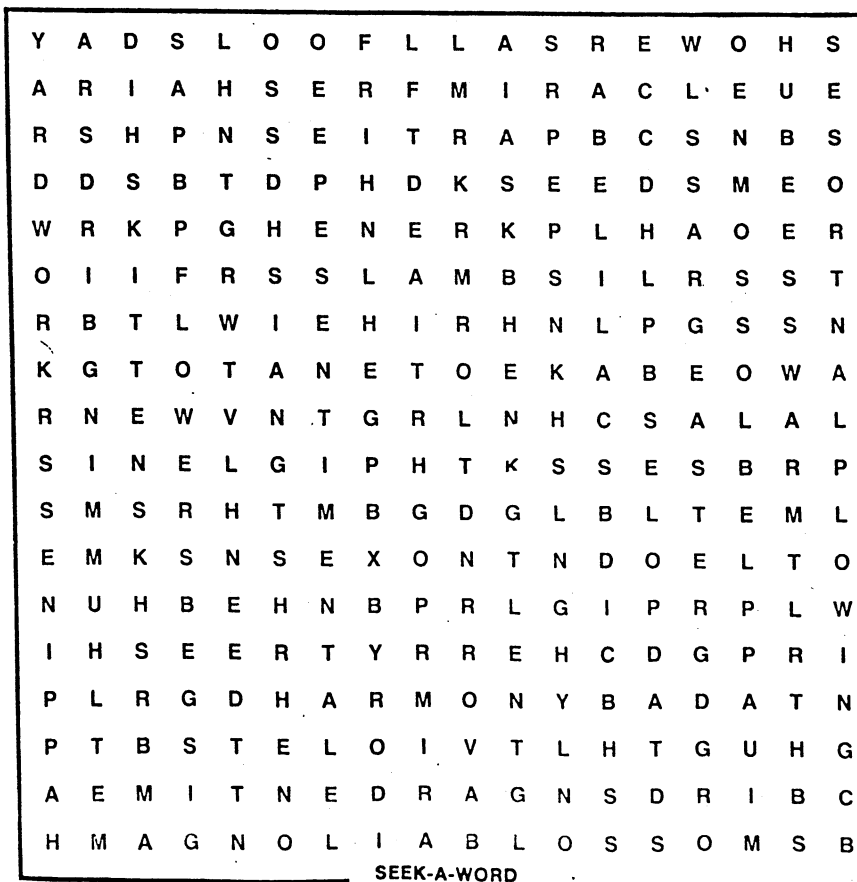 Y A D S L O O F L L A S R E W O H S
A R I A H S E R F M I R A C L E U E
R S H P N S E I T R A P B C S N B S
D D S B T D P H D K S E E D S M E O
W R K P G H E N E R K P L H A O E R
O I I F R S S L A M B S I L R S S T
R B T L W I E H I R H N L P G S S N
K G T O T A N E T O E K A B E O W A
R N E W V N T G R L N H C S A L A L
S I N E L G I P H T K S S E S B R P
S M S R H T M B G D G L B L T E M L
E M K S N S E X O N T N D O E L T O
N U H B E H N B P R L G I P R P L W
I H S E E R T Y R R E H C D G P R I
P L R G D H A R M O N Y B A D A T N
P T B S T E L O I V T L H T G U H G
A E M I T N E D R A G N S D R I B C
H M A G N O L I A B L O S S O M S B
SEEK-A-WORD